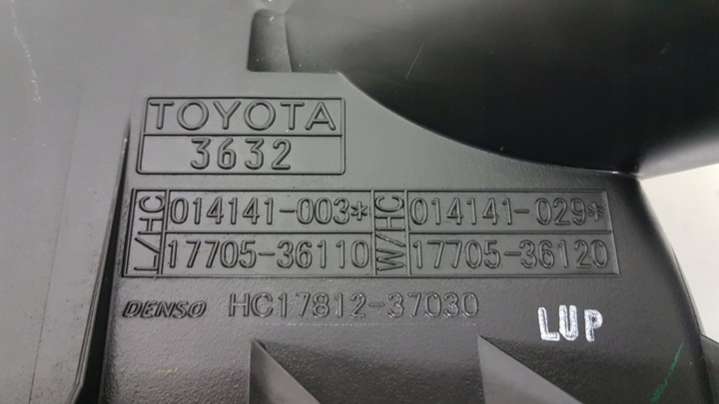 TOYOTA
3632
L/HC 014141-003* W/HC 014141-029*
17705-36110 17705-36120
DENSO HC17812-37030
LUP